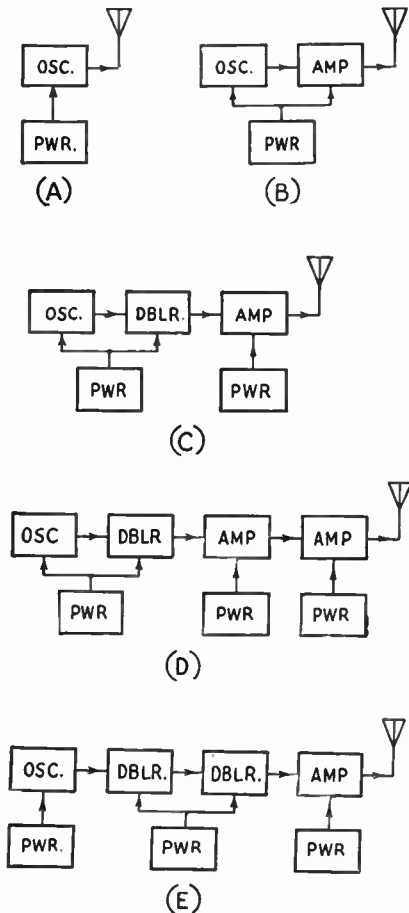 OSC.
PWR.
(A)
OSC. AMP
PWR
(B)
OSC. DBLR. AMP
PWR PWR
(C)
OSC DBLR AMP AMP
PWR PWR PWR
(D)
OSC. DBLR. DBLR. AMP
PWR. PWR PWR
(E)